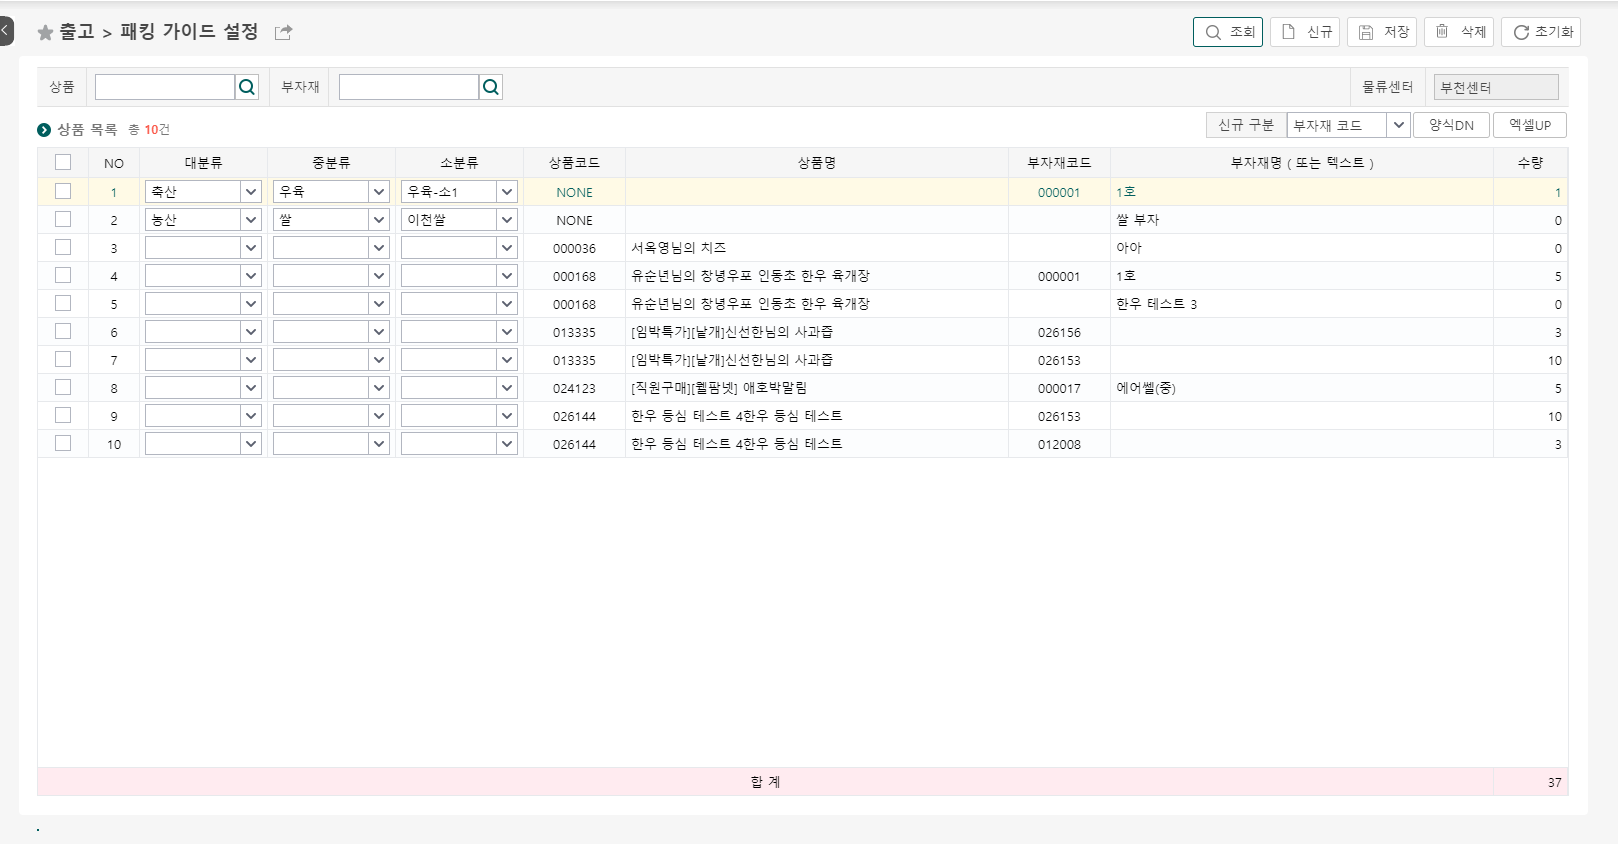 출고 > 패킹 가이드 설정
조회 신규 저장 삭제 초기화
상품 부자재 물류센터 부천센터
상품 목록 총 10건 신규 구분 부자재 코드 양식DN 엑셀UP
NO 대분류 중분류 소분류 상품코드 상품명 부자재코드 부자재명 ( 또는 텍스트 ) 수량
1 축산 우육 우육-소1 NONE 000001 1호 1
2 농산 쌀 이천쌀 NONE 쌀 부자 0
3 000036 서옥영님의 치즈 아아 0
4 000168 유순년님의 창녕우포 인동초 한우 육개장 000001 1호 5
5 000168 유순년님의 창녕우포 인동초 한우 육개장 한우 테스트 3 0
6 013335 [임박특가][낱개]신선한님의 사과즙 026156 3
7 013335 [임박특가][낱개]신선한님의 사과즙 026153 10
8 024123 [직원구매][헬팜넷] 애호박말림 000017 에어쎌(중) 5
9 026144 한우 등심 테스트 4한우 등심 테스트 026153 10
10 026144 한우 등심 테스트 4한우 등심 테스트 012008 3
합 계 37